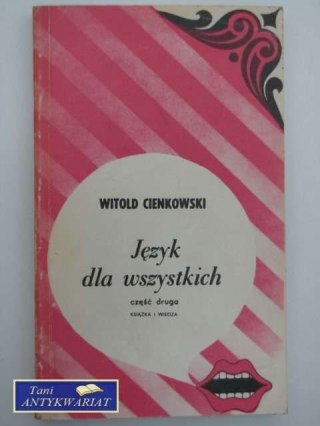 WITOLD CIENKOWSKI
Język
dla wszystkich
część druga
KSIĄŻKA I WIEDZA
Tani
ANTYKWARIAT